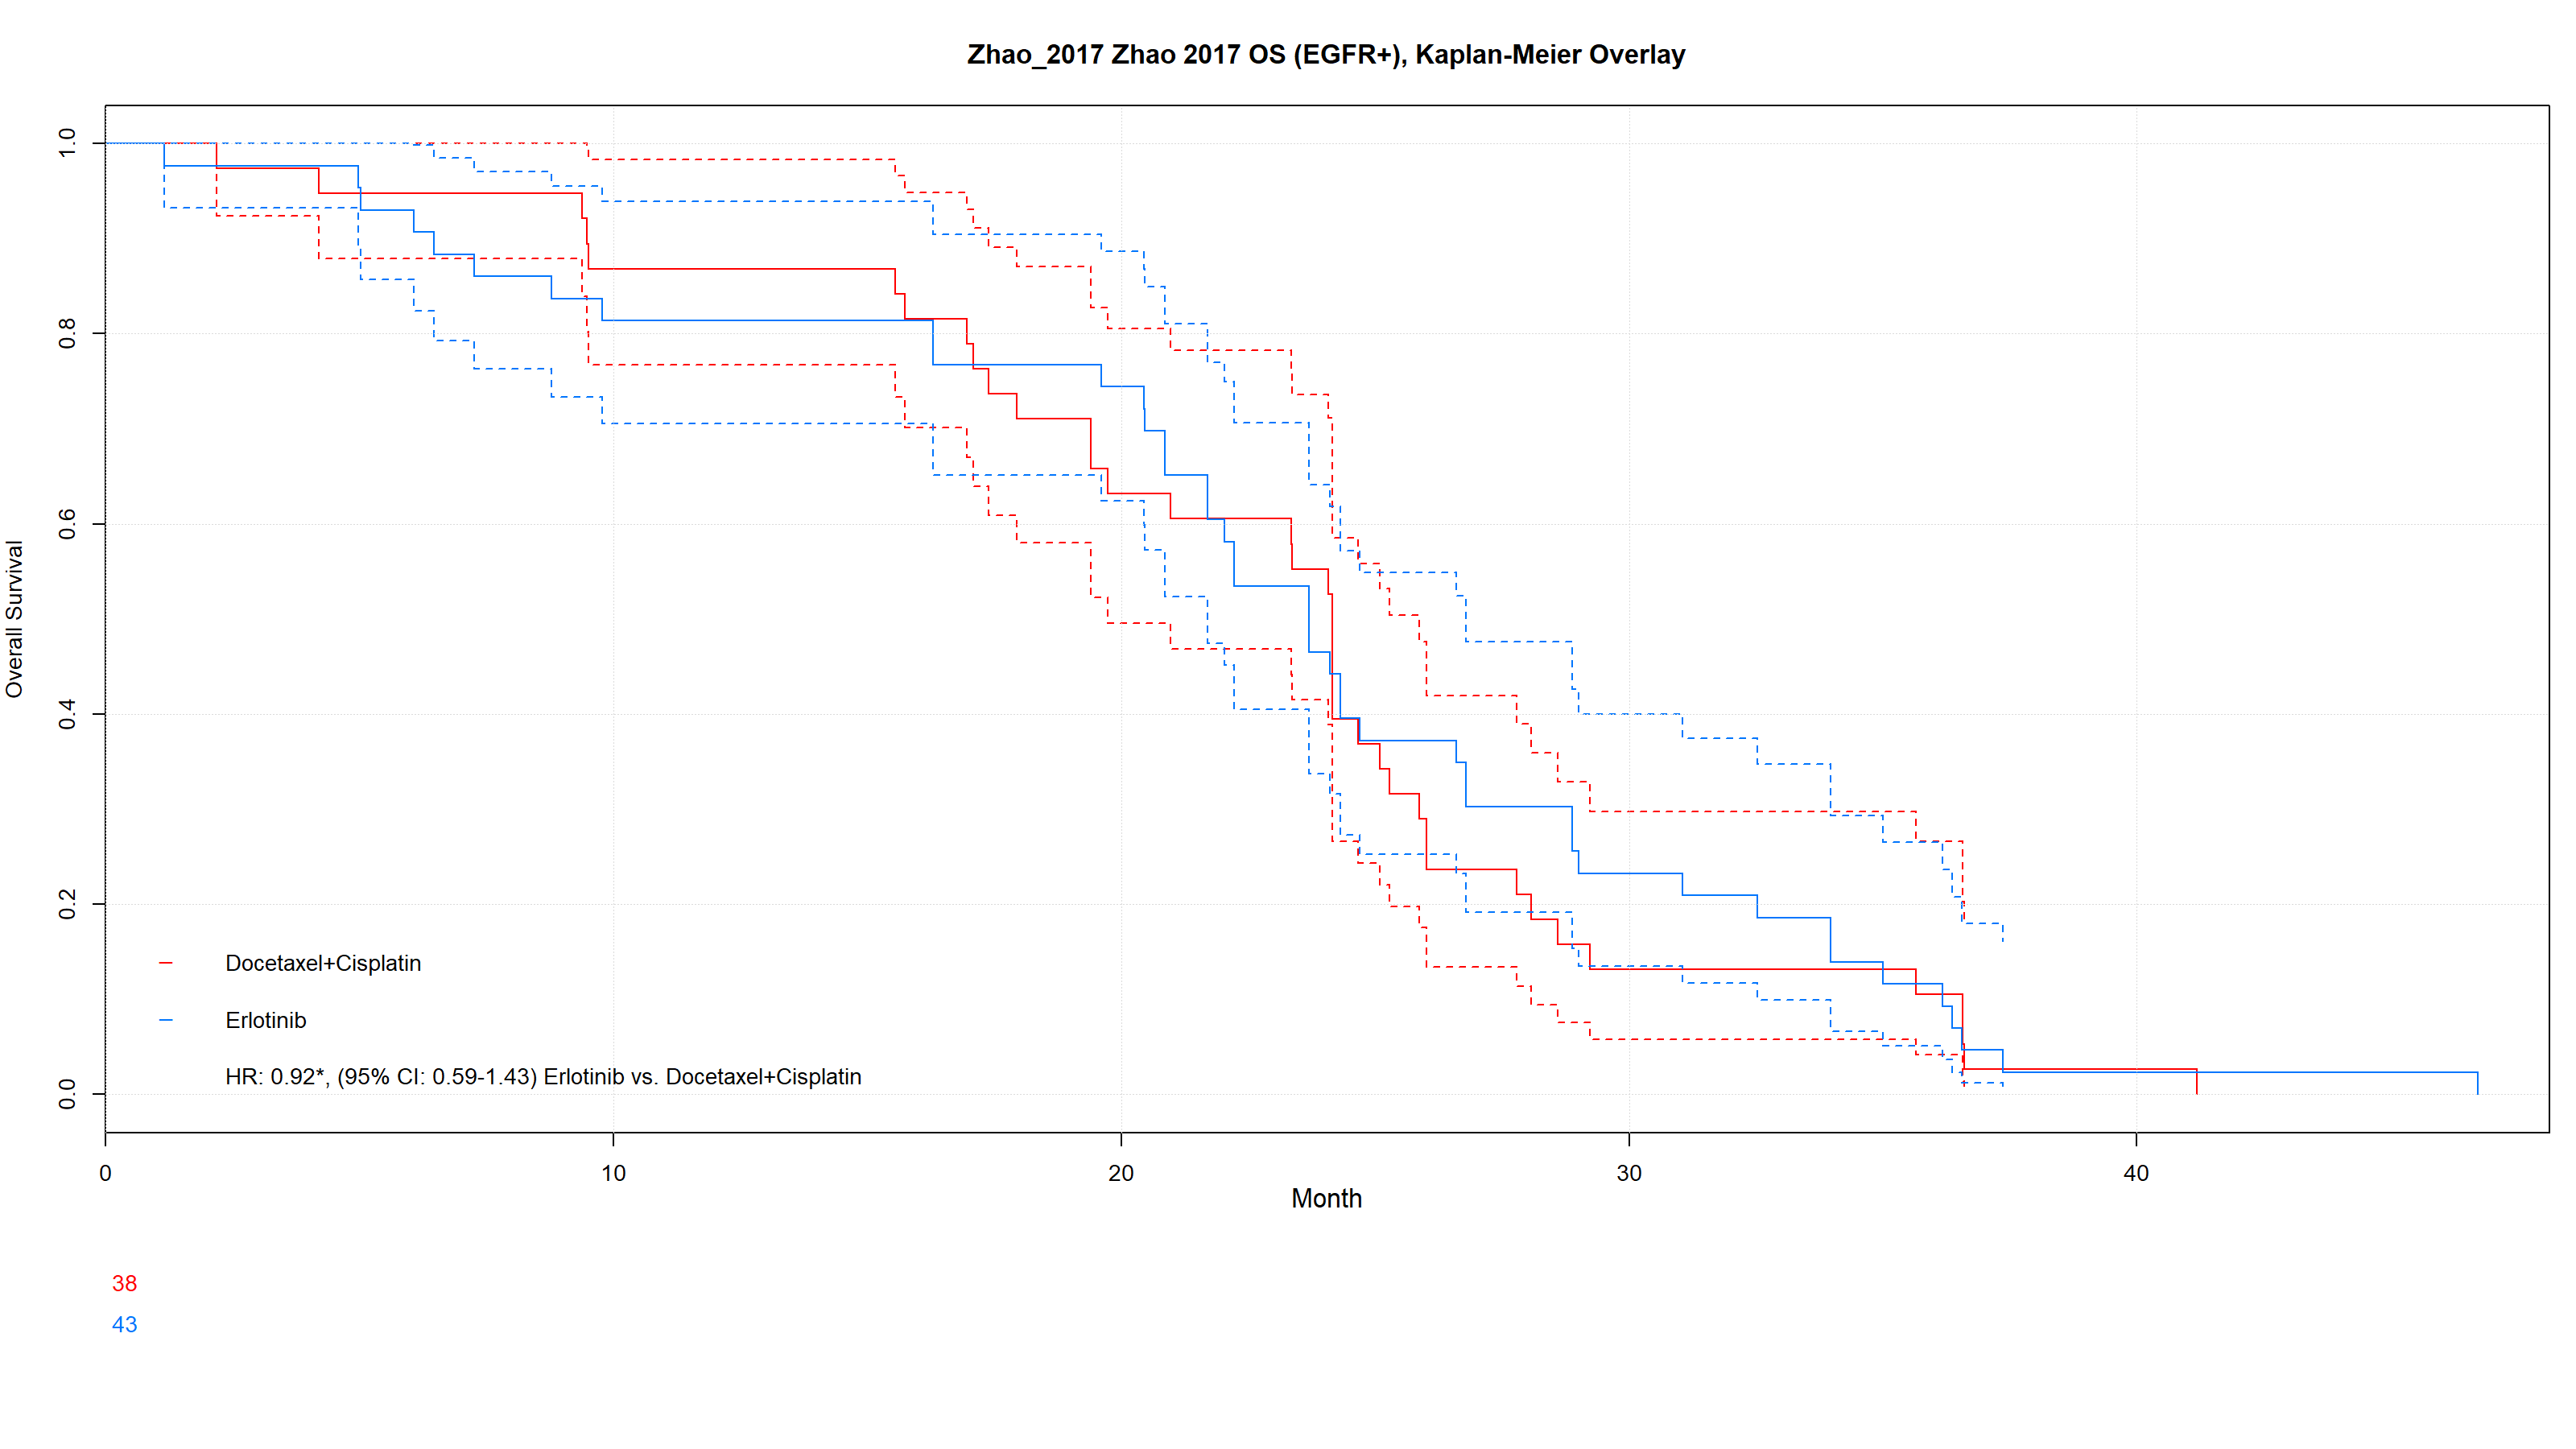 Zhao_2017 Zhao 2017 OS (EGFR+), Kaplan-Meier Overlay
Overall Survival
1.0
0.8
0.6
0.4
0.2
0.0
Docetaxel+Cisplatin
Erlotinib
HR: 0.92*, (95% CI: 0.59-1.43) Erlotinib vs. Docetaxel+Cisplatin
0 10 20 30 40
Month
38
43